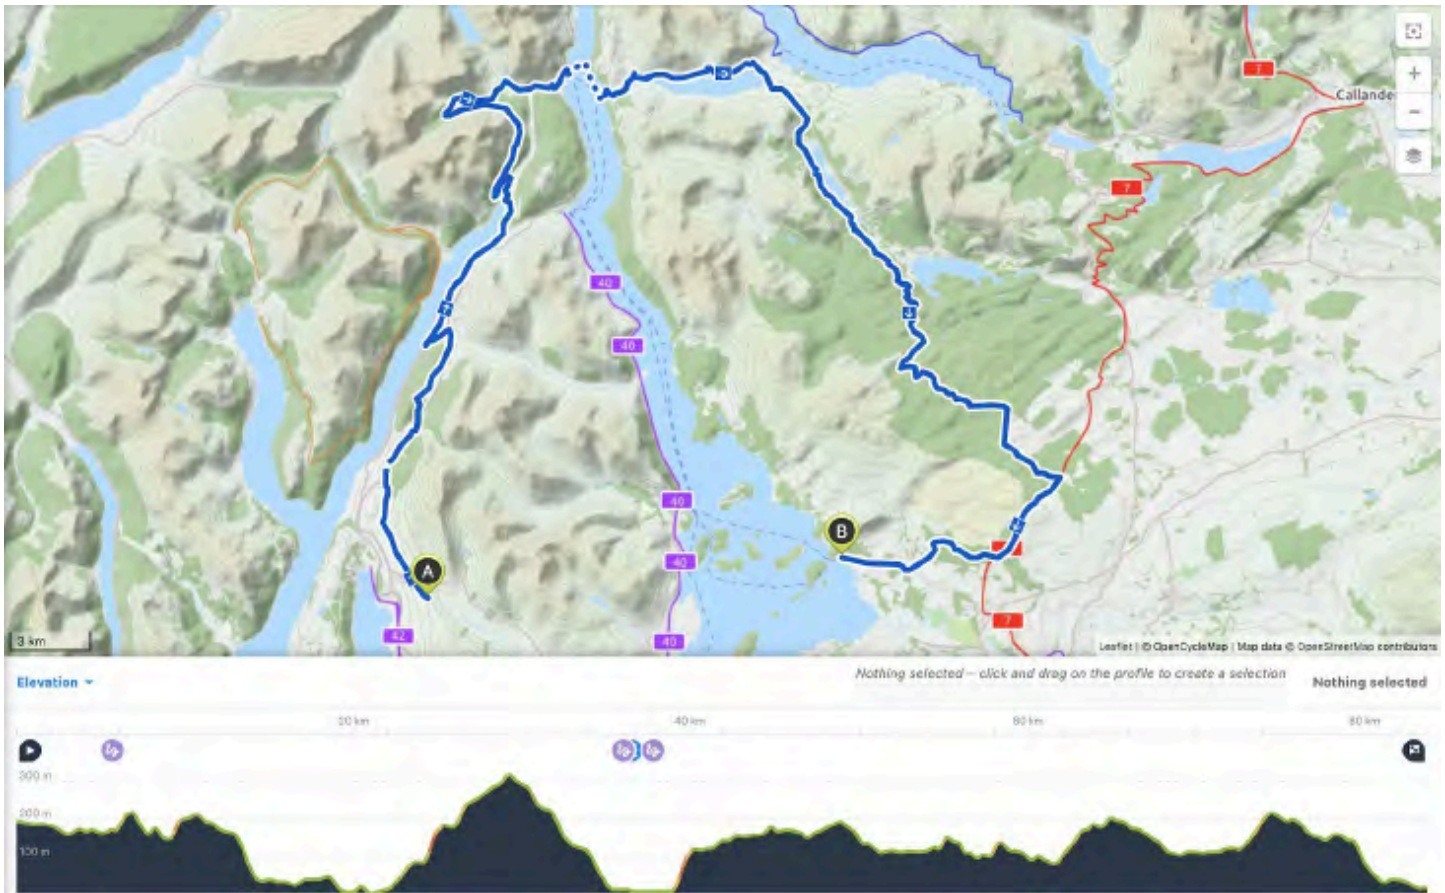 7
Callande
7
40
40
40
B
A
7
40
3 km
42
40
Leaflet | © OpenCycleMap | Map data © OpenStreetMap contributors
Elevation
Nothing selected – click and drag on the profile to create a selection
Nothing selected
20 km
40 km
60 km
80 km
300 m
200 m
100 m